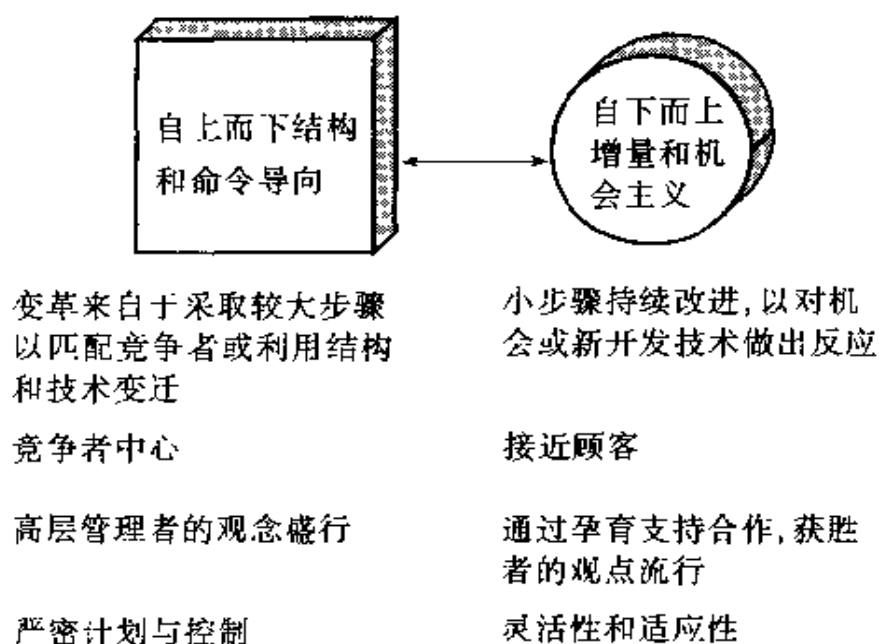 自上而下结构
和命令导向
自下而上
增量和机
会主义
变革来自于采取较大步骤
以匹配竞争者或利用结构
和技术变迁
小步骤持续改进,以对机
会或新开发技术做出反应
竞争者中心
接近顾客
高层管理者的观念盛行
通过孕育支持合作,获胜
者的观点流行
严密计划与控制
灵活性和适应性